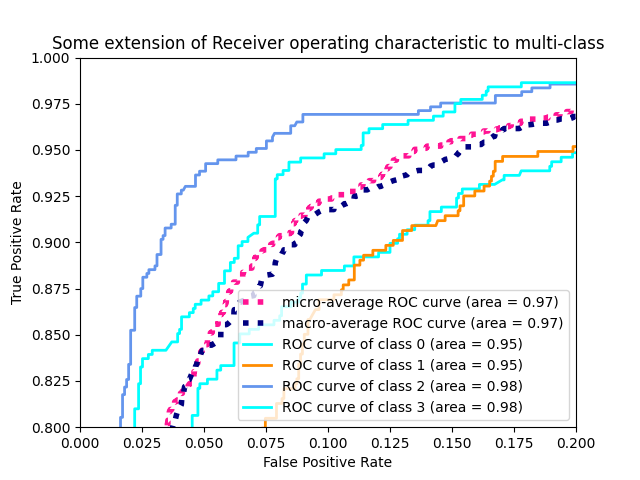 Some extension of Receiver operating characteristic to multi-class
1.000
0.975
0.950
0.925
0.900
0.875
0.850
0.825
0.800
True Positive Rate
micro-average ROC curve (area = 0.97)
macro-average ROC curve (area = 0.97)
ROC curve of class 0 (area = 0.95)
ROC curve of class 1 (area = 0.95)
ROC curve of class 2 (area = 0.98)
ROC curve of class 3 (area = 0.98)
0.000 0.025 0.050 0.075 0.100 0.125 0.150 0.175 0.200
False Positive Rate